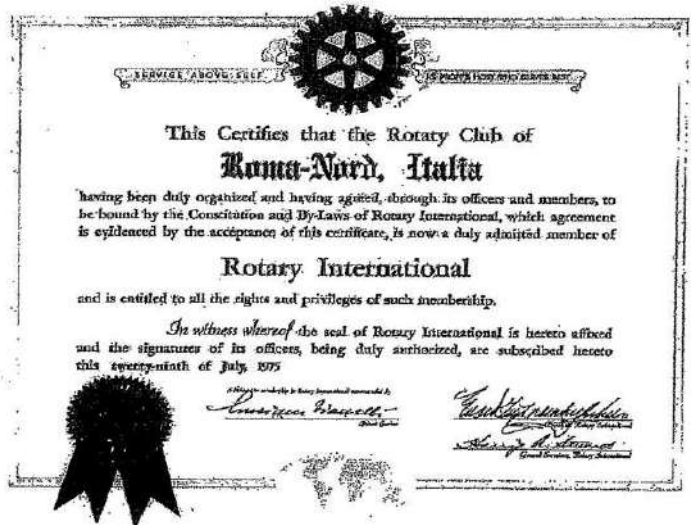 SERVICE ABOVE SELF
This Certifies that the Rotary Club of
Roma-Nord, Italia
having been duly organized and having agreed, through its officers and members, to
be bound by the Constitution and By-Laws of Rotary International, which agreement
is evidenced by the acceptance of this certificate, is now a duly admitted member of
Rotary International
and is entitled to all the rights and privileges of such membership.
In witness whereof the seal of Rotary International is hereto affixed
and the signatures of its officers, being duly authorized, are subscribed hereto
this twenty-ninth of July, 1975